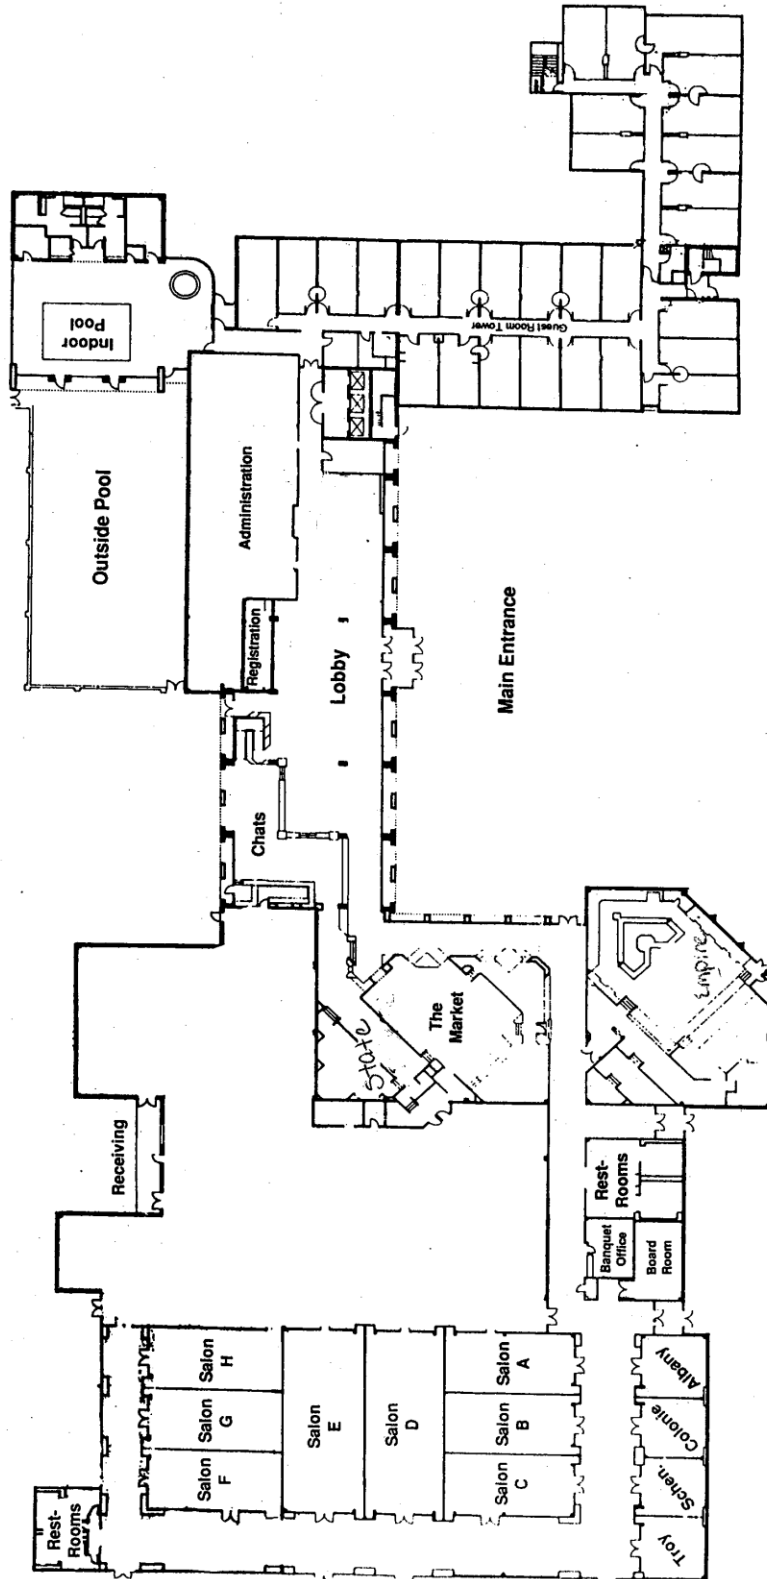 Indoor
Pool
Outside Pool
Administration
Registration
Lobby
Guest Room Tower
Main Entrance
Chats
State
The
Market
Empire
Receiving
Rest-
Rooms
Banquet
Office
Board
Room
Salon
H
Salon
G
Salon
F
Salon
E
Salon
D
Salon
A
Salon
B
Salon
C
Albany
Colonie
Schen.
Troy
Rest-
Rooms